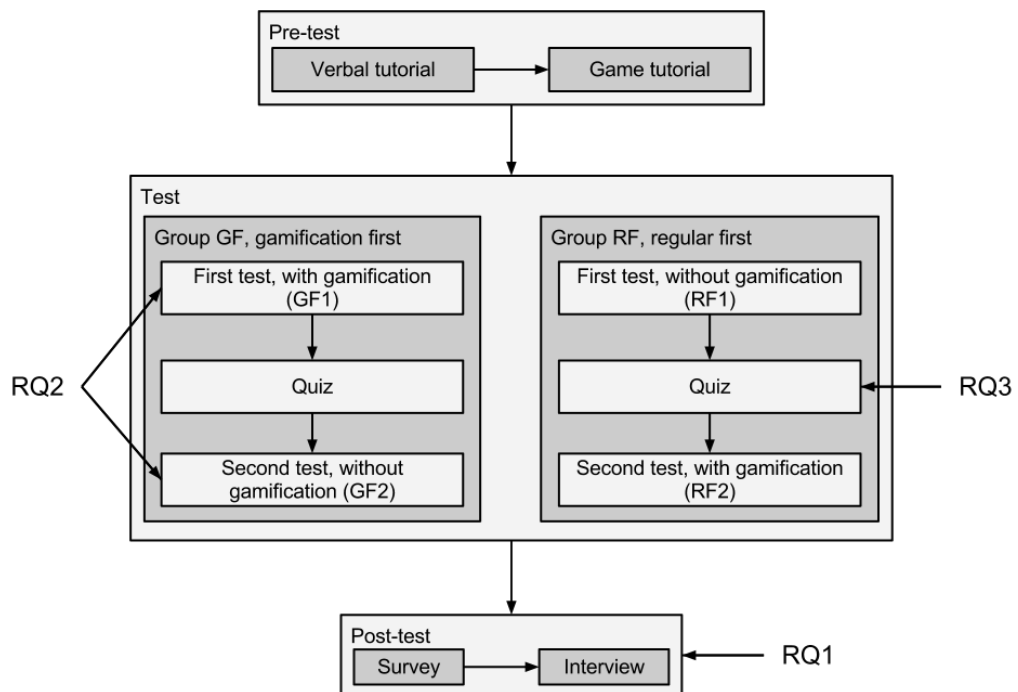 Pre-test
Verbal tutorial
Game tutorial
Test
Group GF, gamification first
First test, with gamification
(GF1)
Quiz
Second test, without
gamification (GF2)
Group RF, regular first
First test, without gamification
(RF1)
Quiz
Second test, with gamification
(RF2)
RQ2
RQ3
Post-test
Survey
Interview
RQ1